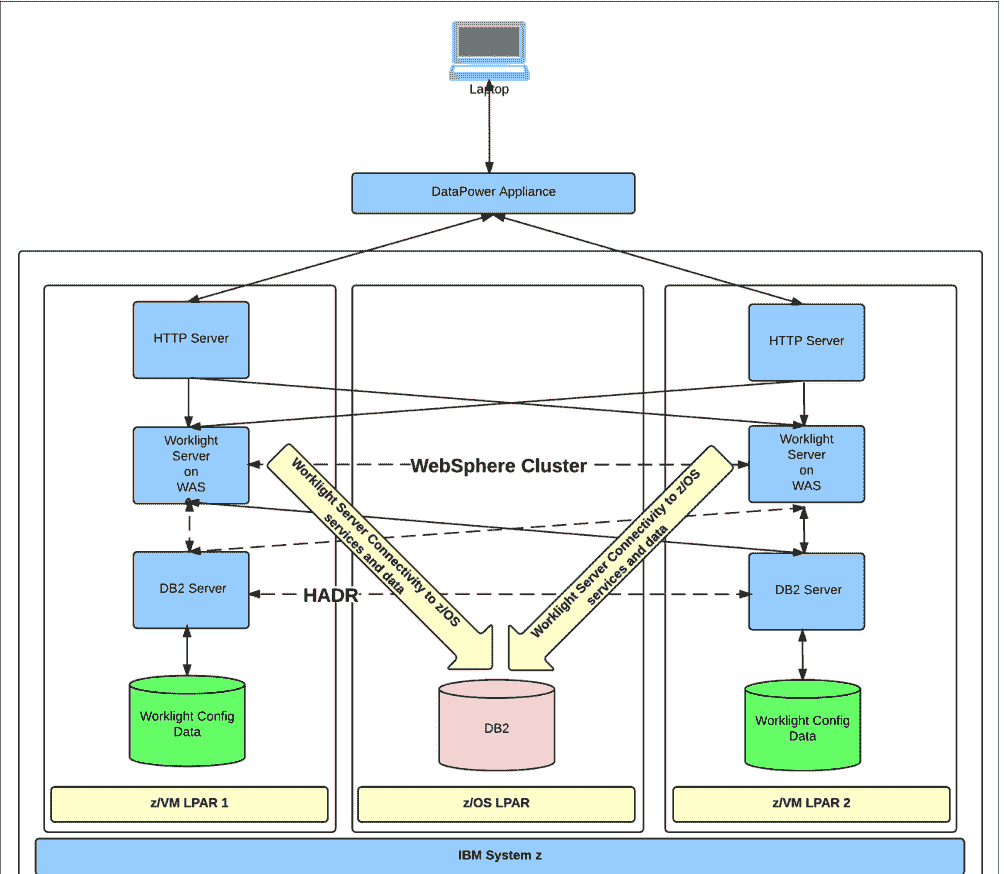 Laptop
DataPower Appliance
HTTP Server
HTTP Server
Worklight
Server
on
WAS
WebSphere Cluster
Worklight
Server
on
WAS
Worklight Server Connectivity to z/OS
services and data
Worklight Server Connectivity to z/OS
services and data
DB2 Server
HADR
DB2 Server
Worklight Config
Data
DB2
Worklight Config
Data
z/VM LPAR 1
z/OS LPAR
z/VM LPAR 2
IBM System z